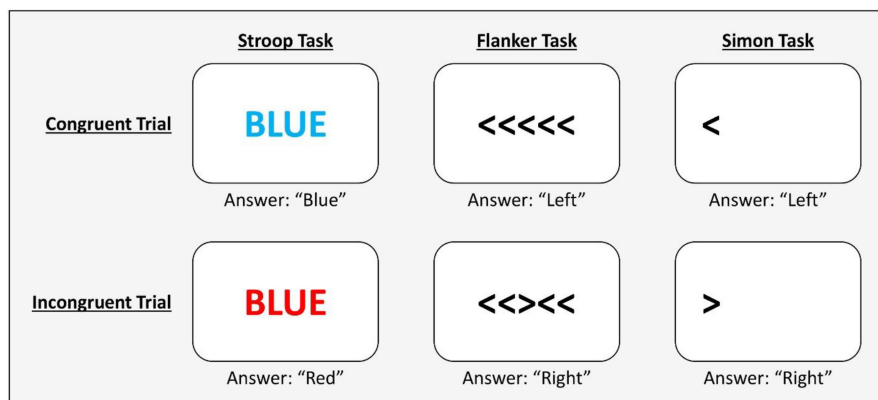 Stroop Task
Flanker Task
Simon Task
Congruent Trial
BLUE
<<<<<
<
Answer: “Blue”
Answer: “Left”
Answer: “Left”
Incongruent Trial
BLUE
<<><<
>
Answer: “Red”
Answer: “Right”
Answer: “Right”